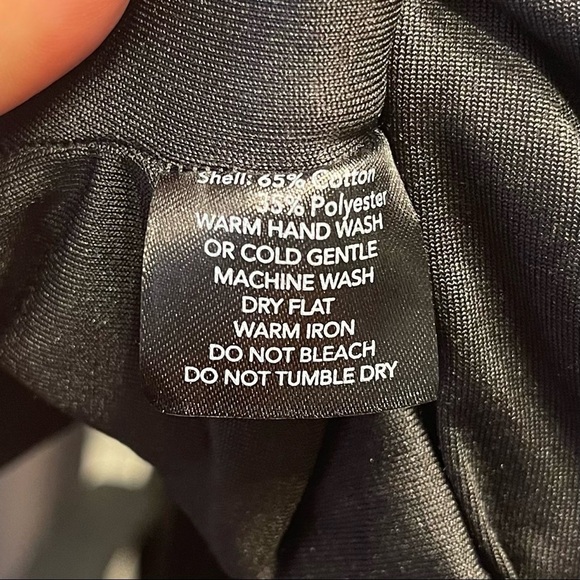 Shell: 65% Cotton
35% Polyester
WARM HAND WASH
OR COLD GENTLE
MACHINE WASH
DRY FLAT
WARM IRON
DO NOT BLEACH
DO NOT TUMBLE DRY